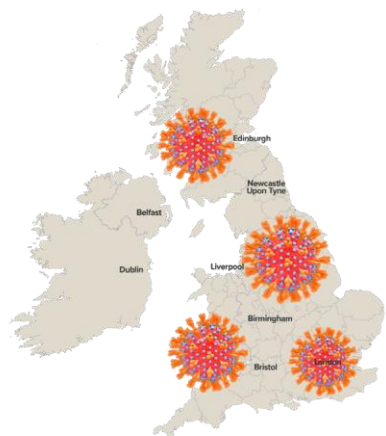 Edinburgh
Newcastle
Upon Tyne
Belfast
Dublin
Liverpool
Birmingham
Bristol
London